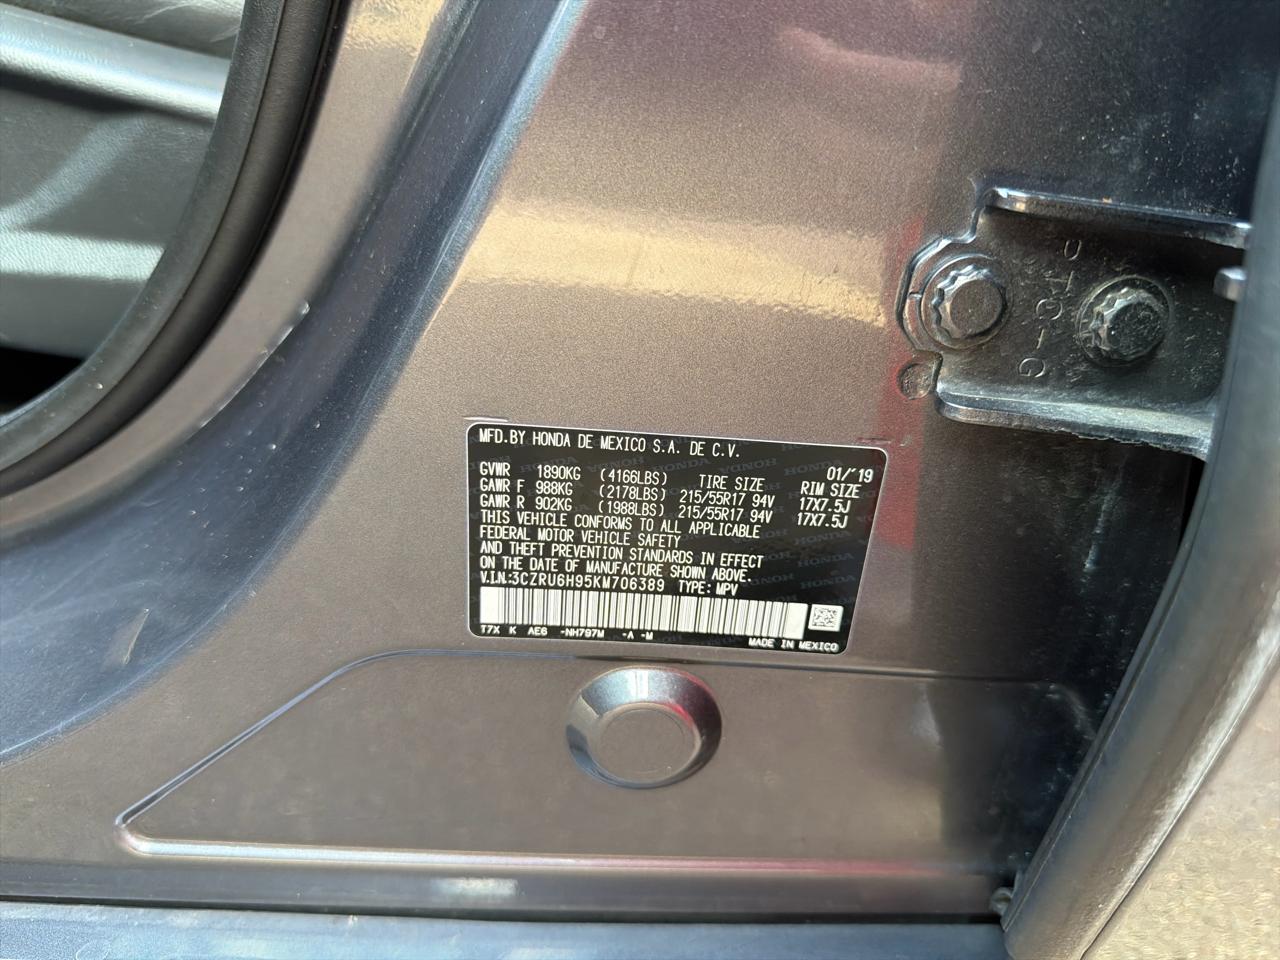 MFD.BY HONDA DE MEXICO S.A. DE C.V.
01/'19
GVWR 1890KG (4166LBS) TIRE SIZE RIM SIZE
GAWR F 988KG (2178LBS) 215/55R17 94V 17X7.5J
GAWR R 902KG (1988LBS) 215/55R17 94V 17X7.5J
THIS VEHICLE CONFORMS TO ALL APPLICABLE
FEDERAL MOTOR VEHICLE SAFETY
AND THEFT PREVENTION STANDARDS IN EFFECT
ON THE DATE OF MANUFACTURE SHOWN ABOVE.
V.I.N.:3CZRU6H95KM706389 TYPE: MPV
T7X K AE6 -NH797M -A -M
MADE IN MEXICO